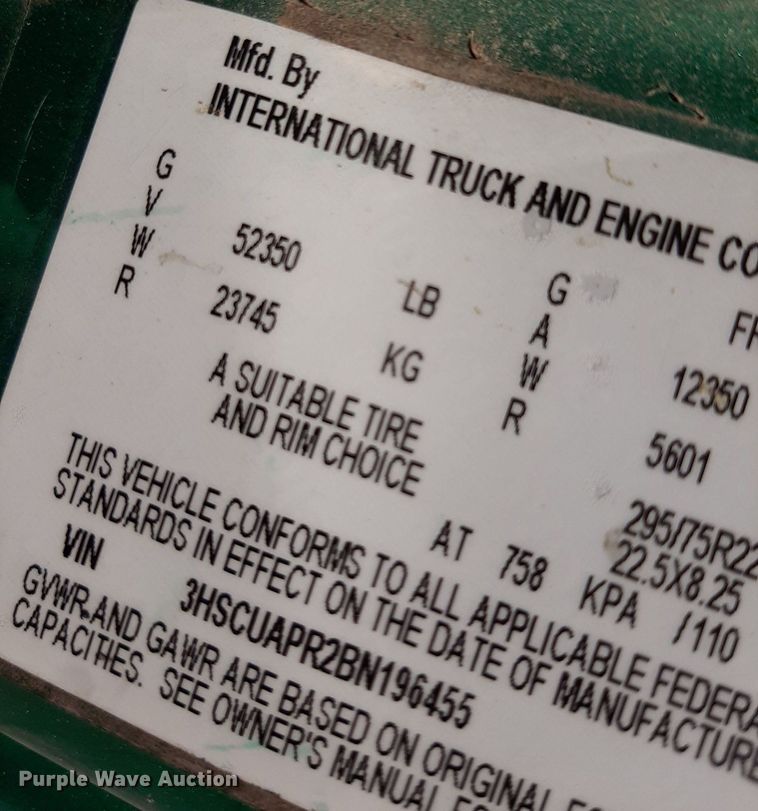 Mfd. By
INTERNATIONAL TRUCK AND ENGINE CO
GVWR 52350 LB
23745 KG
GAWR
12350
5601
A SUITABLE TIRE
AND RIM CHOICE
295/75R22
22.5X8.25
AT 758 KPA /110
THIS VEHICLE CONFORMS TO ALL APPLICABLE FEDERA
STANDARDS IN EFFECT ON THE DATE OF MANUFACTURE
VIN 3HSCUAPR2BN196455
GVWR AND GAWR ARE BASED ON ORIGINAL
CAPACITIES. SEE OWNER'S MANUAL
Purple Wave Auction